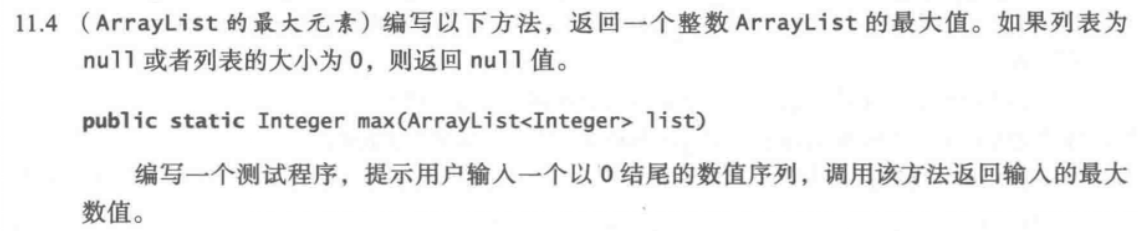 11.4 （ArrayList 的最大元素）编写以下方法，返回一个整数 ArrayList 的最大值。如果列表为
null 或者列表的大小为 0，则返回 null 值。
public static Integer max(ArrayList<Integer> list)
编写一个测试程序，提示用户输入一个以 0 结尾的数值序列，调用该方法返回输入的最大
数值。